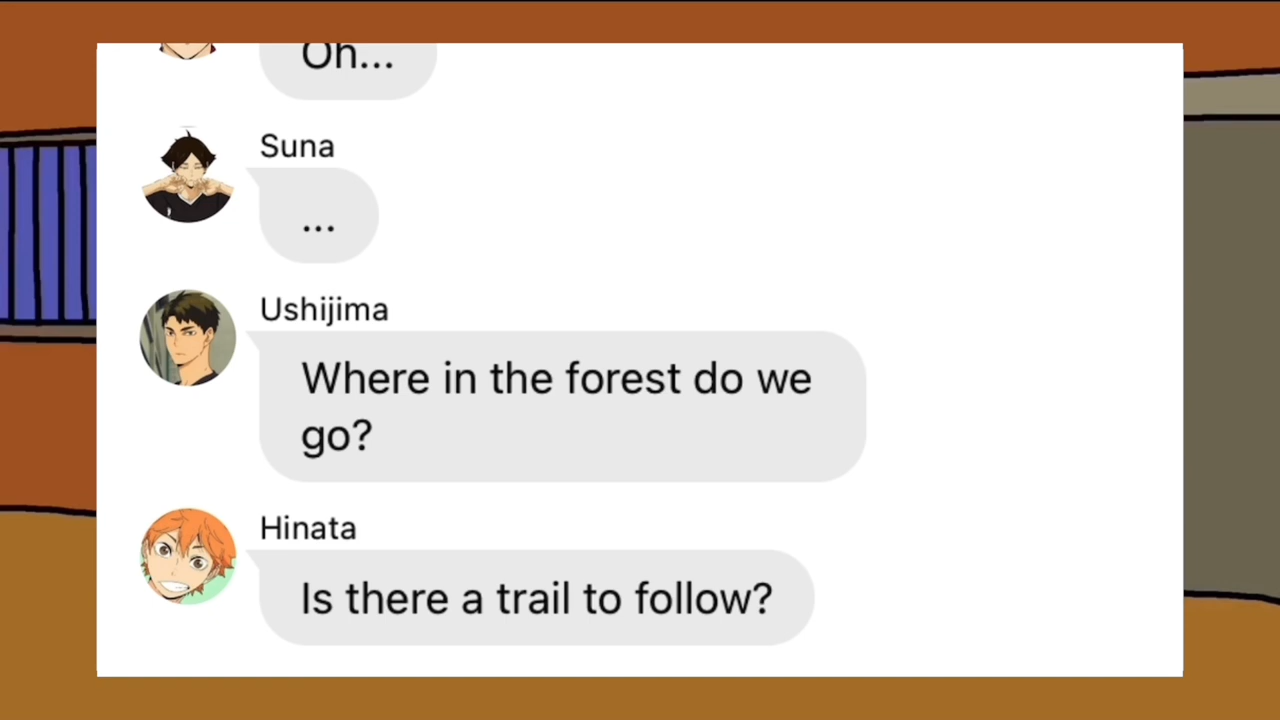 Oh...
Suna
...
Ushijima
Where in the forest do we
go?
Hinata
Is there a trail to follow?